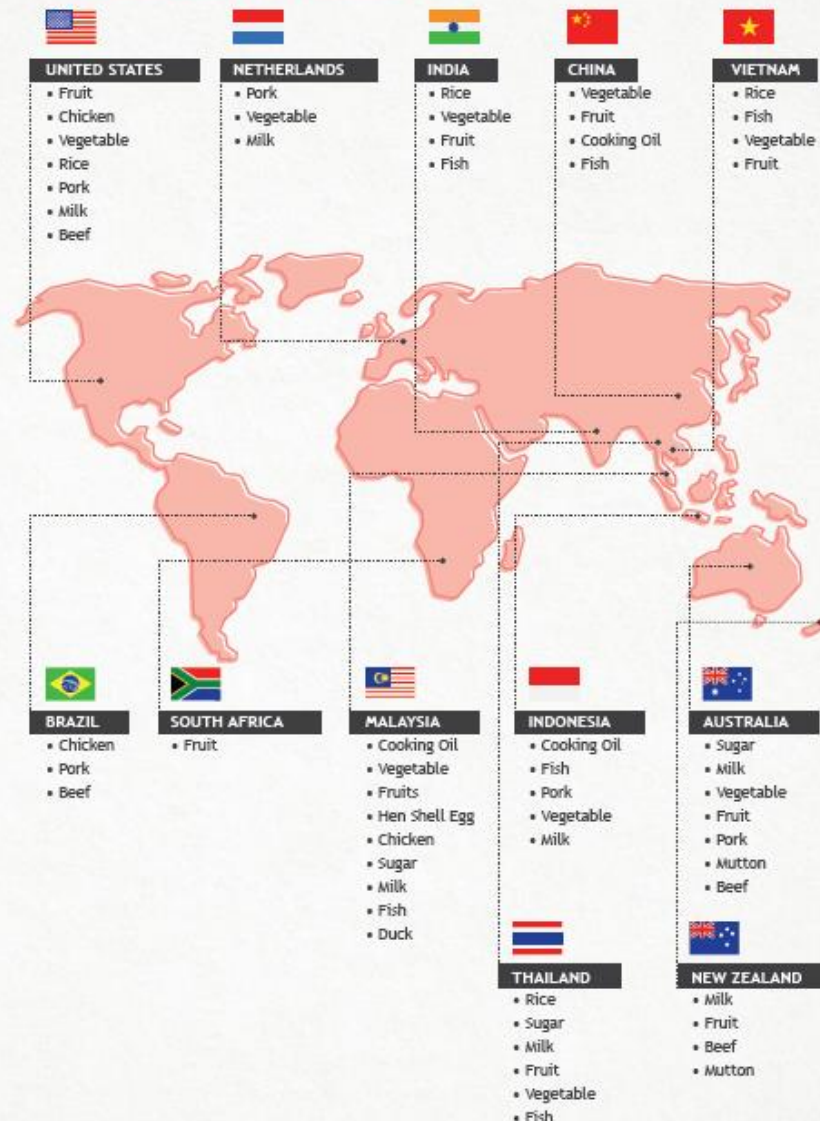 UNITED STATES
• Fruit
• Chicken
• Vegetable
• Rice
• Pork
• Milk
• Beef
NETHERLANDS
• Pork
• Vegetable
• Milk
INDIA
• Rice
• Vegetable
• Fruit
• Fish
CHINA
• Vegetable
• Fruit
• Cooking Oil
• Fish
VIETNAM
• Rice
• Fish
• Vegetable
• Fruit
BRAZIL
• Chicken
• Pork
• Beef
SOUTH AFRICA
• Fruit
MALAYSIA
• Cooking Oil
• Vegetable
• Fruits
• Hen Shell Egg
• Chicken
• Sugar
• Milk
• Fish
• Duck
INDONESIA
• Cooking Oil
• Fish
• Pork
• Vegetable
• Milk
AUSTRALIA
• Sugar
• Milk
• Vegetable
• Fruit
• Pork
• Mutton
• Beef
THAILAND
• Rice
• Sugar
• Milk
• Fruit
• Vegetable
• Fish
NEW ZEALAND
• Milk
• Fruit
• Beef
• Mutton